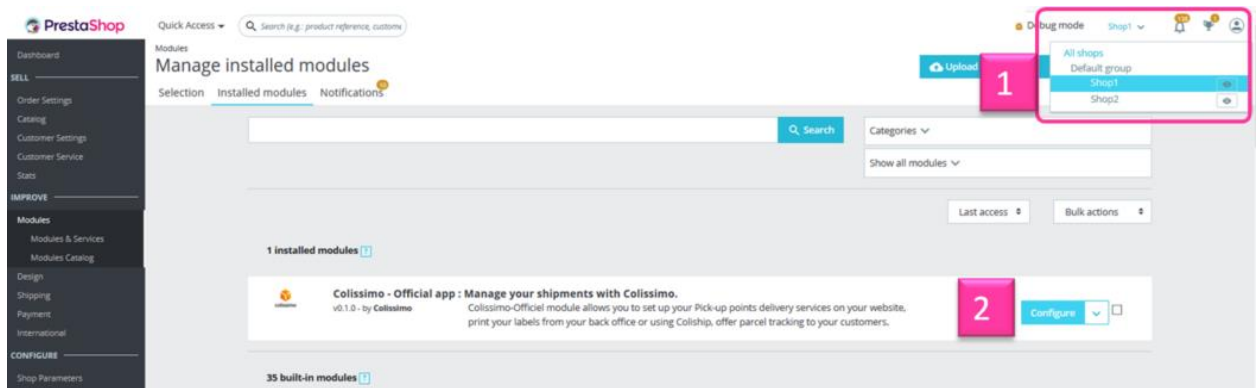 PrestaShop
Quick Access
Search (e.g.: product reference, custome
Debug mode
Shop1
All shops
Default group
Shop1
Shop2
1
Modules
Manage installed modules
Upload
Selection Installed modules Notifications
Dashboard
SELL
Order Settings
Catalog
Customer Settings
Customer Service
Stats
IMPROVE
Modules
Modules & Services
Modules Catalog
Design
Shipping
Payment
International
CONFIGURE
Shop Parameters
Search
Categories
Show all modules
Last access
Bulk actions
1 installed modules ?
Colissimo - Official app : Manage your shipments with Colissimo.
v0.1.0 - by Colissimo
Colissimo-Officiel module allows you to set up your Pick-up points delivery services on your website,
print your labels from your back office or using Coliship, offer parcel tracking to your customers.
2
Configure
35 built-in modules ?